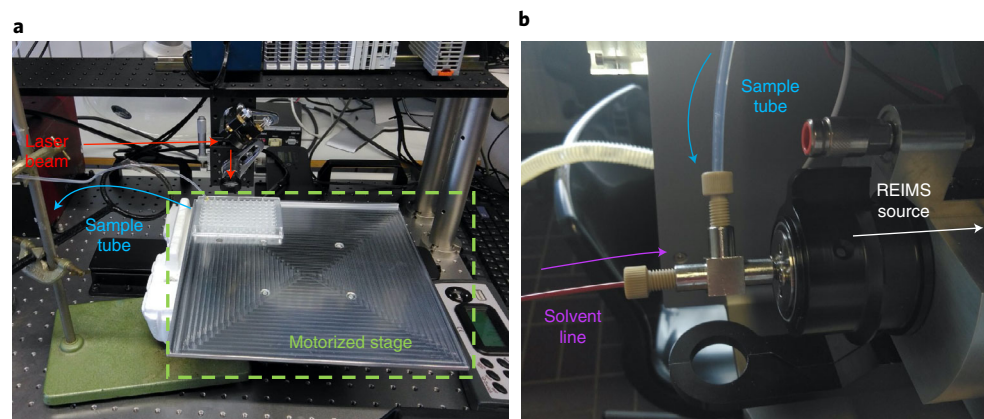 a
Laser
beam
Sample
tube
Motorized stage
b
Sample
tube
REIMS
source
Solvent
line